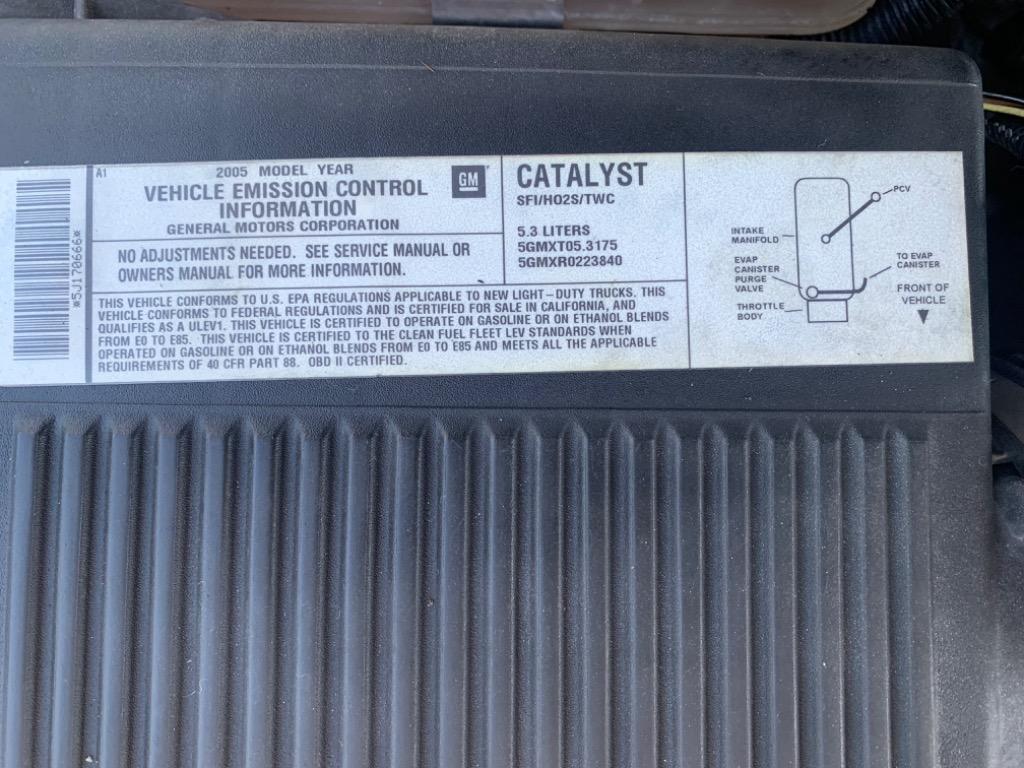 *5J170666*
A1
2005 MODEL YEAR
VEHICLE EMISSION CONTROL
INFORMATION
GENERAL MOTORS CORPORATION
GM
NO ADJUSTMENTS NEEDED. SEE SERVICE MANUAL OR
OWNERS MANUAL FOR MORE INFORMATION.
CATALYST
SFI/HO2S/TWC
5.3 LITERS
5GMXT05.3175
5GMXR0223840
THIS VEHICLE CONFORMS TO U.S. EPA REGULATIONS APPLICABLE TO NEW LIGHT-DUTY TRUCKS. THIS
VEHICLE CONFORMS TO FEDERAL REGULATIONS AND IS CERTIFIED FOR SALE IN CALIFORNIA, AND
QUALIFIES AS A ULEV1. THIS VEHICLE IS CERTIFIED TO OPERATE ON GASOLINE OR ON ETHANOL BLENDS
FROM E0 TO E85. THIS VEHICLE IS CERTIFIED TO THE CLEAN FUEL FLEET LEV STANDARDS WHEN
OPERATED ON GASOLINE OR ON ETHANOL BLENDS FROM E0 TO E85 AND MEETS ALL THE APPLICABLE
REQUIREMENTS OF 40 CFR PART 88. OBD II CERTIFIED.
PCV
INTAKE
MANIFOLD
EVAP
CANISTER
PURGE
VALVE
THROTTLE
BODY
TO EVAP
CANISTER
FRONT OF
VEHICLE